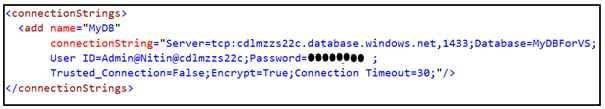 <connectionStrings>
<add name="MyDB"
connectionString="Server=tcp:cdlmzzs22c.database.windows.net,1433;Database=MyDBForVS;
User ID=Admin@Nitin@cdlmzzs22c;Password=●●●●●●●● ;
Trusted_Connection=False;Encrypt=True;Connection Timeout=30;"/>
</connectionStrings>